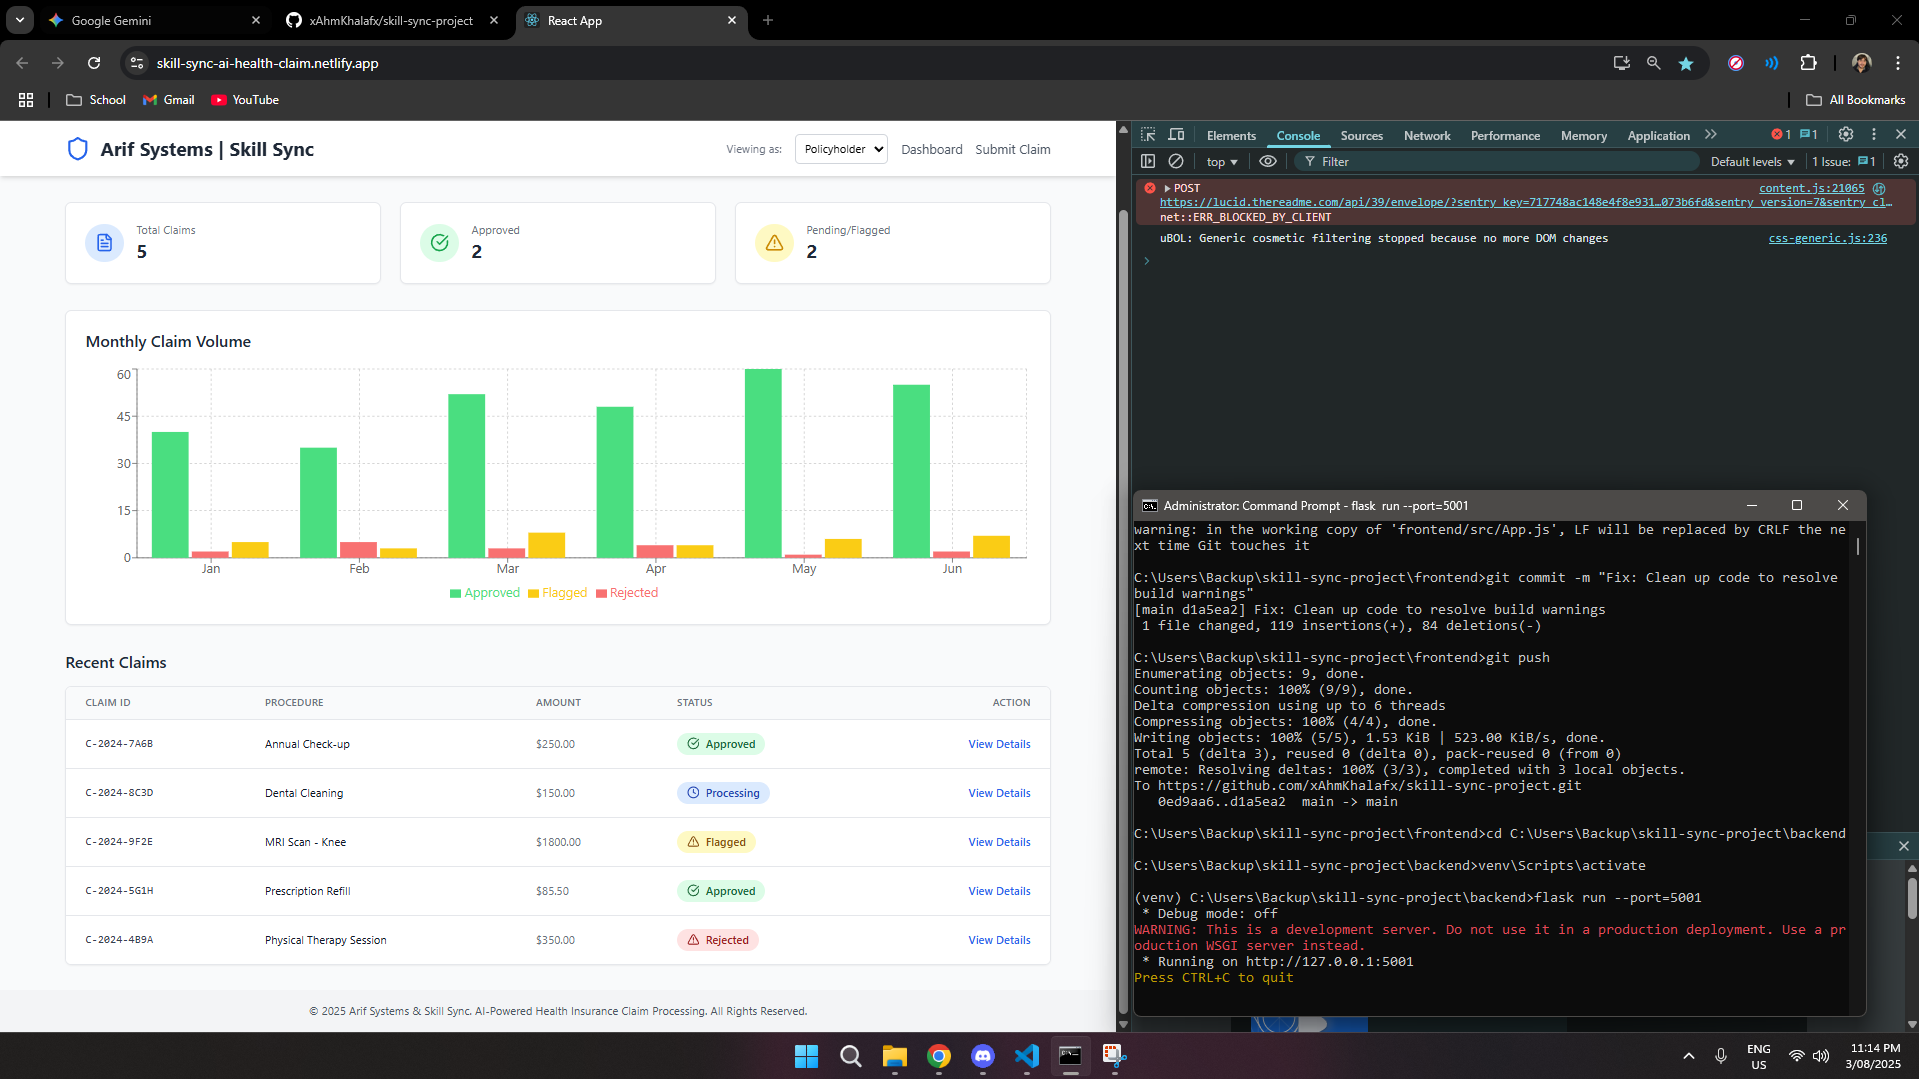 Google Gemini
xAhmKhalafx/skill-sync-project
React App
skill-sync-ai-health-claim.netlify.app
School
Gmail
YouTube
All Bookmarks
Arif Systems | Skill Sync
Viewing as:
Policyholder
Dashboard
Submit Claim
Total Claims
5
Approved
2
Pending/Flagged
2
Monthly Claim Volume
60
45
30
15
0
Jan
Feb
Mar
Apr
May
Jun
Approved
Flagged
Rejected
Recent Claims
CLAIM ID PROCEDURE AMOUNT STATUS ACTION
C-2024-7A6B Annual Check-up $250.00 Approved View Details
C-2024-8C3D Dental Cleaning $150.00 Processing View Details
C-2024-9F2E MRI Scan - Knee $1800.00 Flagged View Details
C-2024-5G1H Prescription Refill $85.50 Approved View Details
C-2024-4B9A Physical Therapy Session $350.00 Rejected View Details
© 2025 Arif Systems & Skill Sync. AI-Powered Health Insurance Claim Processing. All Rights Reserved.
Elements Console Sources Network Performance Memory Application 1 1
top Filter Default levels 1 Issue: 1
POST content.js:21065
https://lucid.thereadme.com/api/39/envelope/?sentry_key=717748ac148e4f8e931…073b6fd&sentry_version=7&sentry_cl…
net::ERR_BLOCKED_BY_CLIENT
uBOL: Generic cosmetic filtering stopped because no more DOM changes css-generic.js:236
Administrator: Command Prompt - flask run --port=5001
warning: in the working copy of 'frontend/src/App.js', LF will be replaced by CRLF the ne
xt time Git touches it
C:\Users\Backup\skill-sync-project\frontend>git commit -m "Fix: Clean up code to resolve
build warnings"
[main d1a5ea2] Fix: Clean up code to resolve build warnings
1 file changed, 119 insertions(+), 84 deletions(-)
C:\Users\Backup\skill-sync-project\frontend>git push
Enumerating objects: 9, done.
Counting objects: 100% (9/9), done.
Delta compression using up to 6 threads
Compressing objects: 100% (4/4), done.
Writing objects: 100% (5/5), 1.53 KiB | 523.00 KiB/s, done.
Total 5 (delta 3), reused 0 (delta 0), pack-reused 0 (from 0)
remote: Resolving deltas: 100% (3/3), completed with 3 local objects.
To https://github.com/xAhmKhalafx/skill-sync-project.git
0ed9aa6..d1a5ea2 main -> main
C:\Users\Backup\skill-sync-project\frontend>cd C:\Users\Backup\skill-sync-project\backend
C:\Users\Backup\skill-sync-project\backend>venv\Scripts\activate
(venv) C:\Users\Backup\skill-sync-project\backend>flask run --port=5001
* Debug mode: off
WARNING: This is a development server. Do not use it in a production deployment. Use a pr
oduction WSGI server instead.
* Running on http://127.0.0.1:5001
Press CTRL+C to quit
ENG
US
11:14 PM
3/08/2025